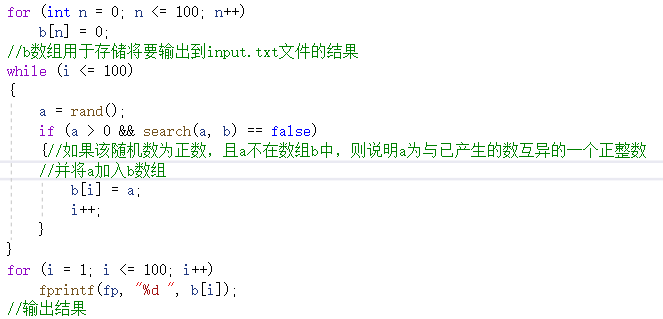 for (int n = 0; n <= 100; n++)
b[n] = 0;
//b数组用于存储将要输出到input.txt文件的结果
while (i <= 100)
{
a = rand();
if (a > 0 && search(a, b) == false)
{//如果该随机数为正数，且a不在数组b中，则说明a为与已产生的数互异的一个正整数
//并将a加入b数组
b[i] = a;
i++;
}
}
for (i = 1; i <= 100; i++)
fprintf(fp, "%d ", b[i]);
//输出结果